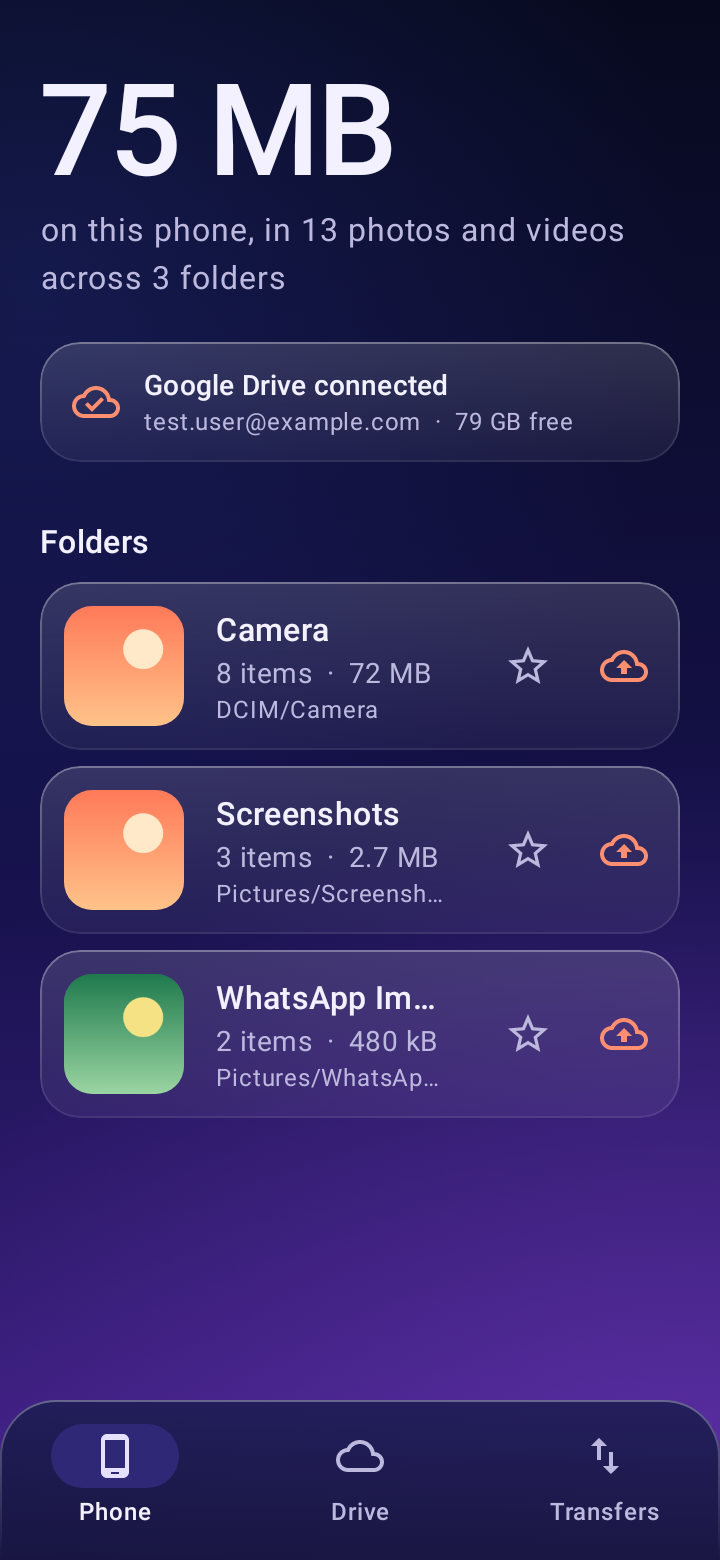 75 MB
on this phone, in 13 photos and videos
across 3 folders
Google Drive connected
test.user@example.com · 79 GB free
Folders
Camera
8 items · 72 MB
DCIM/Camera
Screenshots
3 items · 2.7 MB
Pictures/Screensh…
WhatsApp Im…
2 items · 480 kB
Pictures/WhatsAp…
Phone
Drive
Transfers